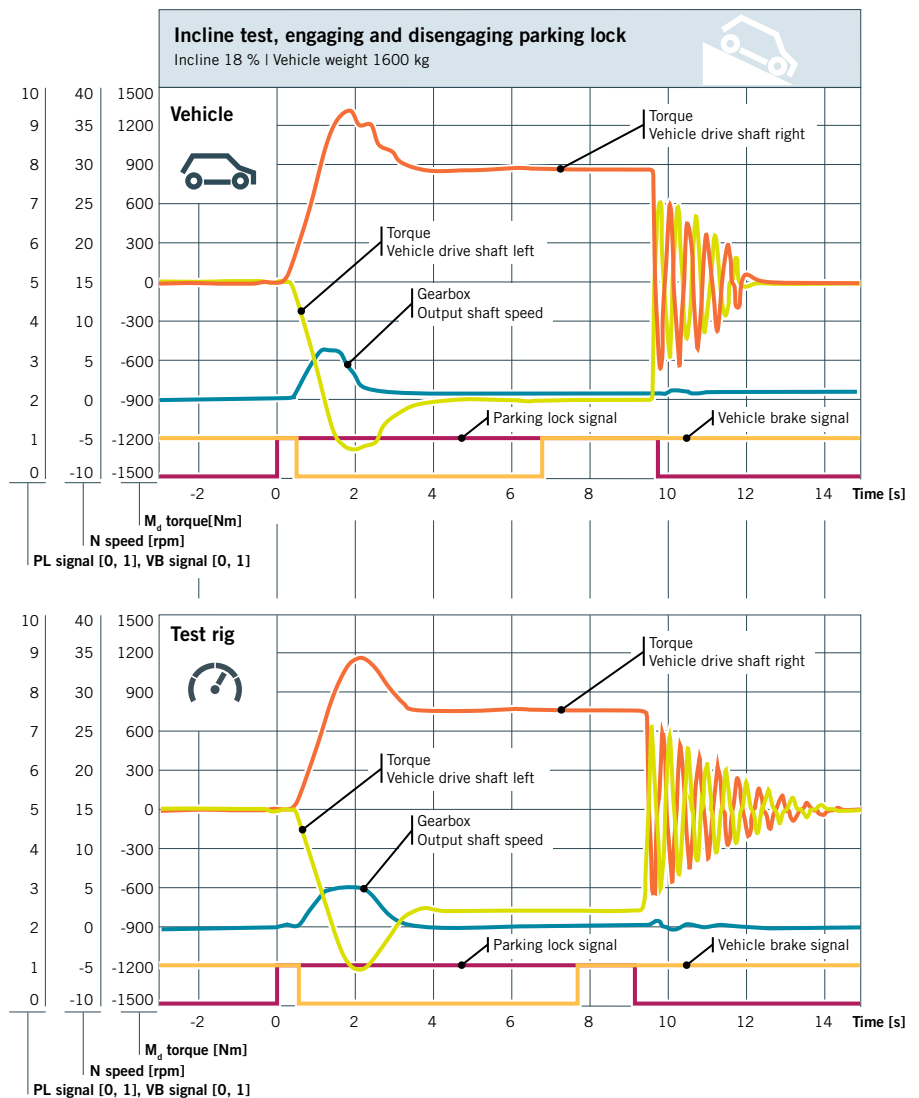 Incline test, engaging and disengaging parking lock
Incline 18 % | Vehicle weight 1600 kg
10 40 1500
9 35 1200
8 30 900
7 25 600
6 20 300
5 15 0
4 10 -300
3 5 -600
2 0 -900
1 -5 -1200
0 -10 -1500
Vehicle
Torque
Vehicle drive shaft right
Torque
Vehicle drive shaft left
Gearbox
Output shaft speed
Parking lock signal
Vehicle brake signal
-2 0 2 4 6 8 10 12 14 Time [s]
Md torque[Nm]
N speed [rpm]
PL signal [0, 1], VB signal [0, 1]
10 40 1500
9 35 1200
8 30 900
7 25 600
6 20 300
5 15 0
4 10 -300
3 5 -600
2 0 -900
1 -5 -1200
0 -10 -1500
Test rig
Torque
Vehicle drive shaft right
Torque
Vehicle drive shaft left
Gearbox
Output shaft speed
Parking lock signal
Vehicle brake signal
-2 0 2 4 6 8 10 12 14 Time [s]
Md torque [Nm]
N speed [rpm]
PL signal [0, 1], VB signal [0, 1]